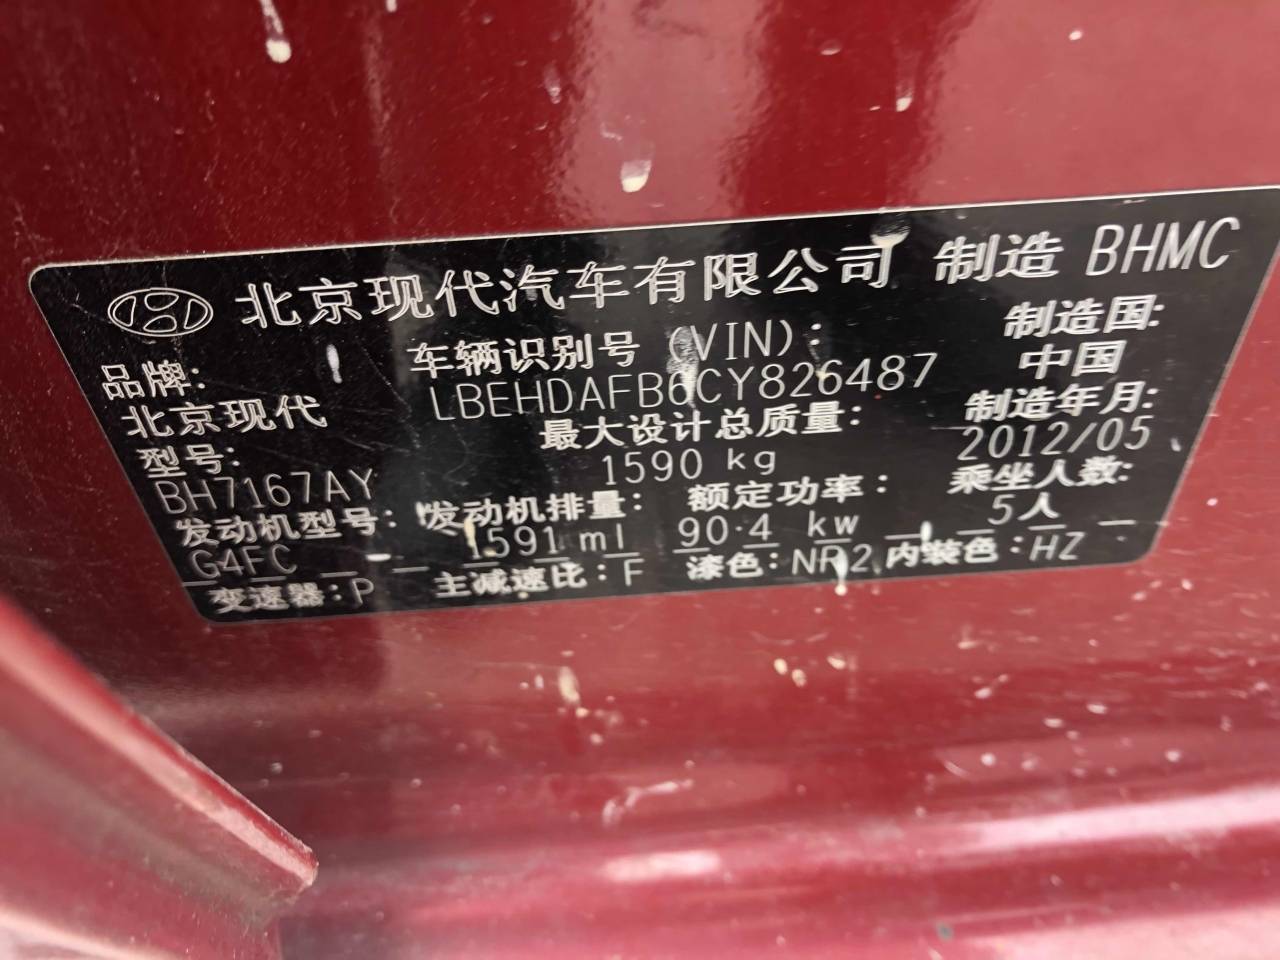 北京现代汽车有限公司 制造 BHMC
品牌: 车辆识别号 (VIN): 制造国:
北京现代 LBEHDAFB6CY826487 中国
型号: 最大设计总质量: 制造年月:
BH7167AY 1590 kg 2012/05
发动机型号: 发动机排量: 额定功率: 乘坐人数:
G4FC 1591 ml 90.4 kw 5人
变速器:P 主减速比:F 漆色:NR2 内装色:HZ